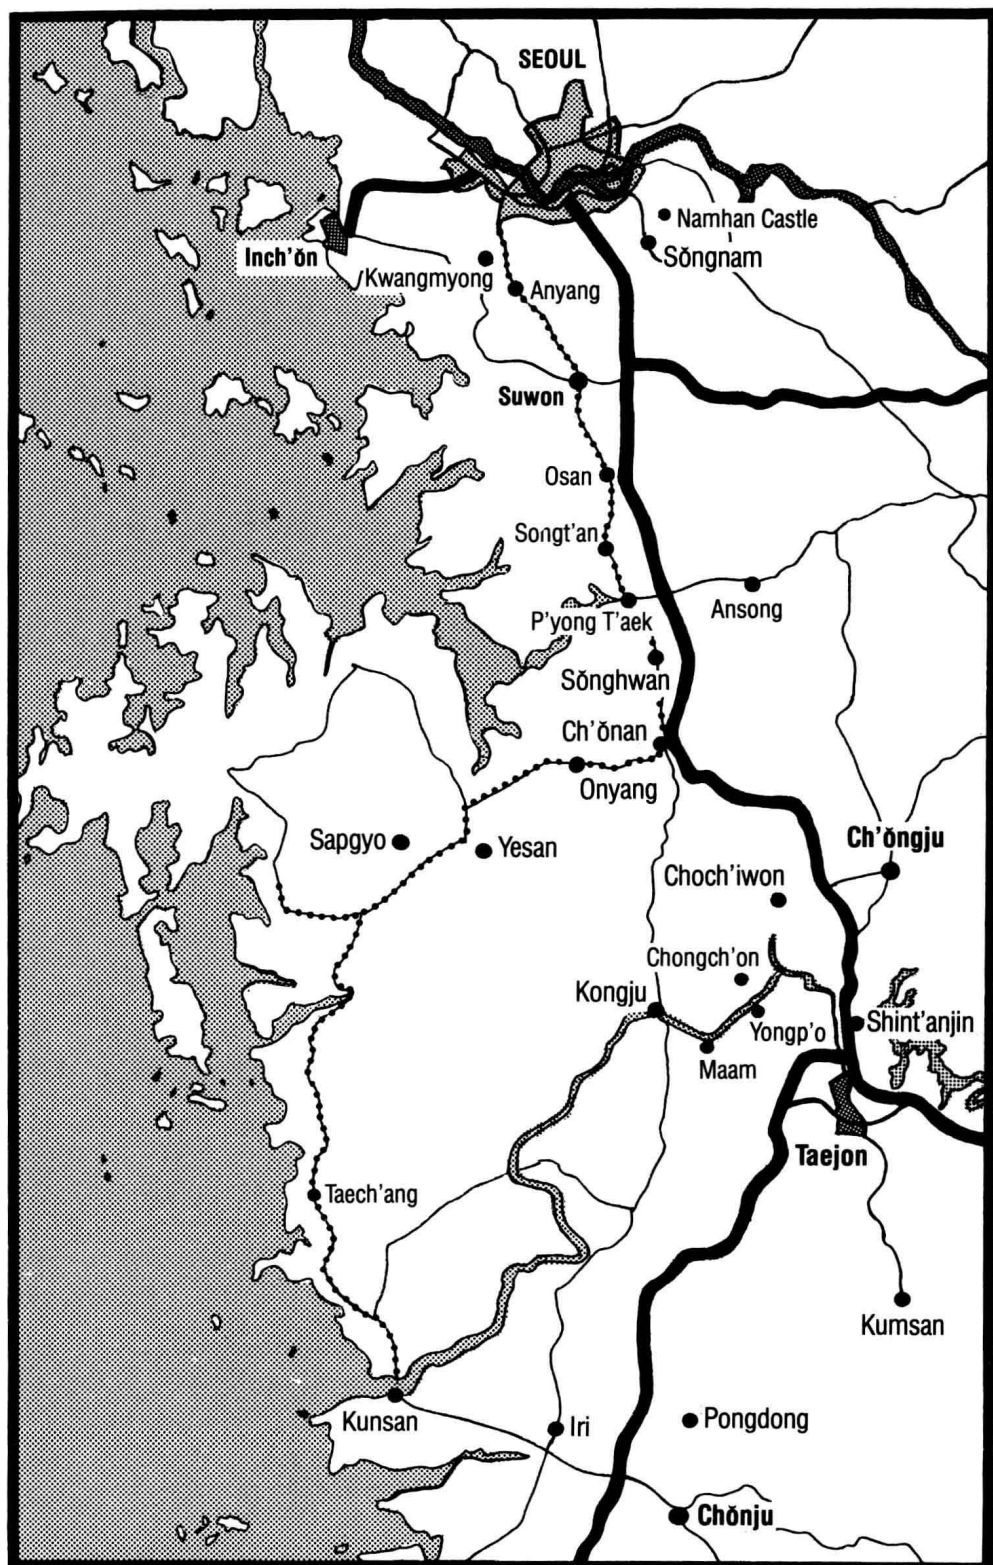 SEOUL
Namhan Castle
Inch'ŏn
Sŏngnam
Kwangmyong
Anyang
Suwon
Osan
Songt'an
Ansong
P'yong T'aek
Sŏnghwan
Ch'ŏnan
Onyang
Sapgyo
Yesan
Ch'ŏngju
Choch'iwon
Chongch'on
Kongju
Yongp'o
Shint'anjin
Maam
Taejon
Taech'ang
Kumsan
Kunsan
Iri
Pongdong
Chŏnju